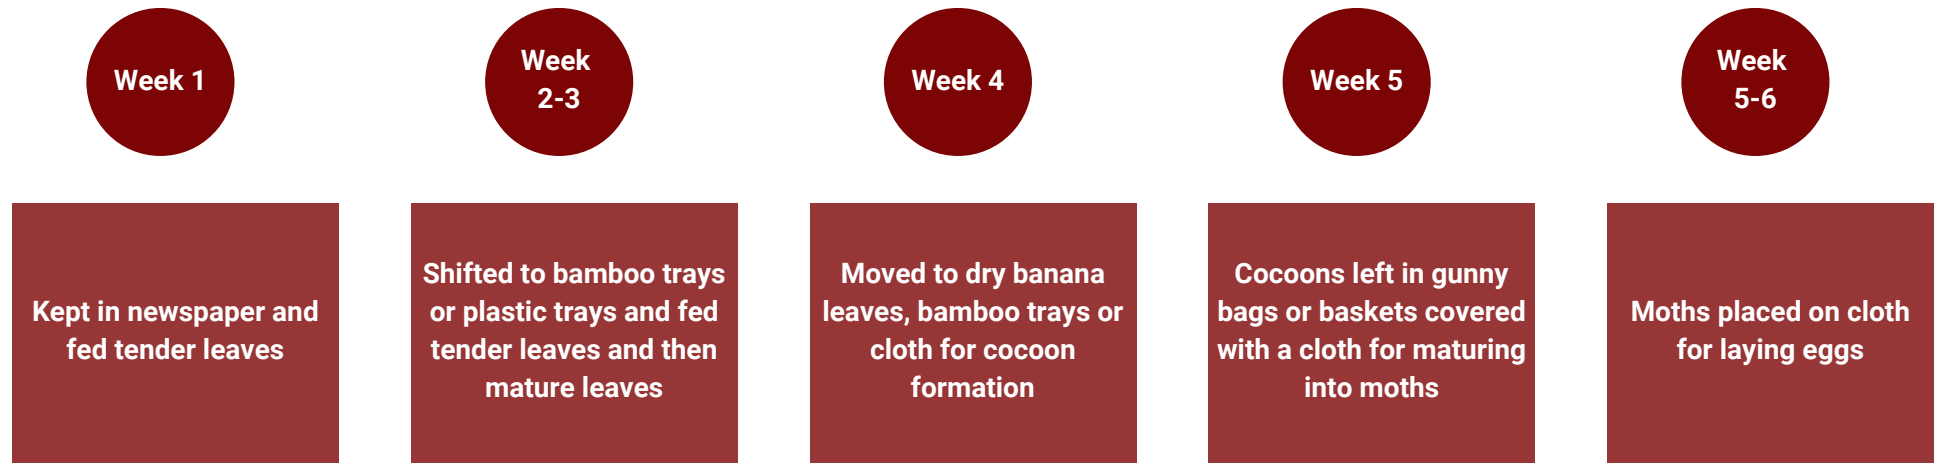 Week 1
Kept in newspaper and
fed tender leaves
Week
2-3
Shifted to bamboo trays
or plastic trays and fed
tender leaves and then
mature leaves
Week 4
Moved to dry banana
leaves, bamboo trays or
cloth for cocoon
formation
Week 5
Cocoons left in gunny
bags or baskets covered
with a cloth for maturing
into moths
Week
5-6
Moths placed on cloth
for laying eggs